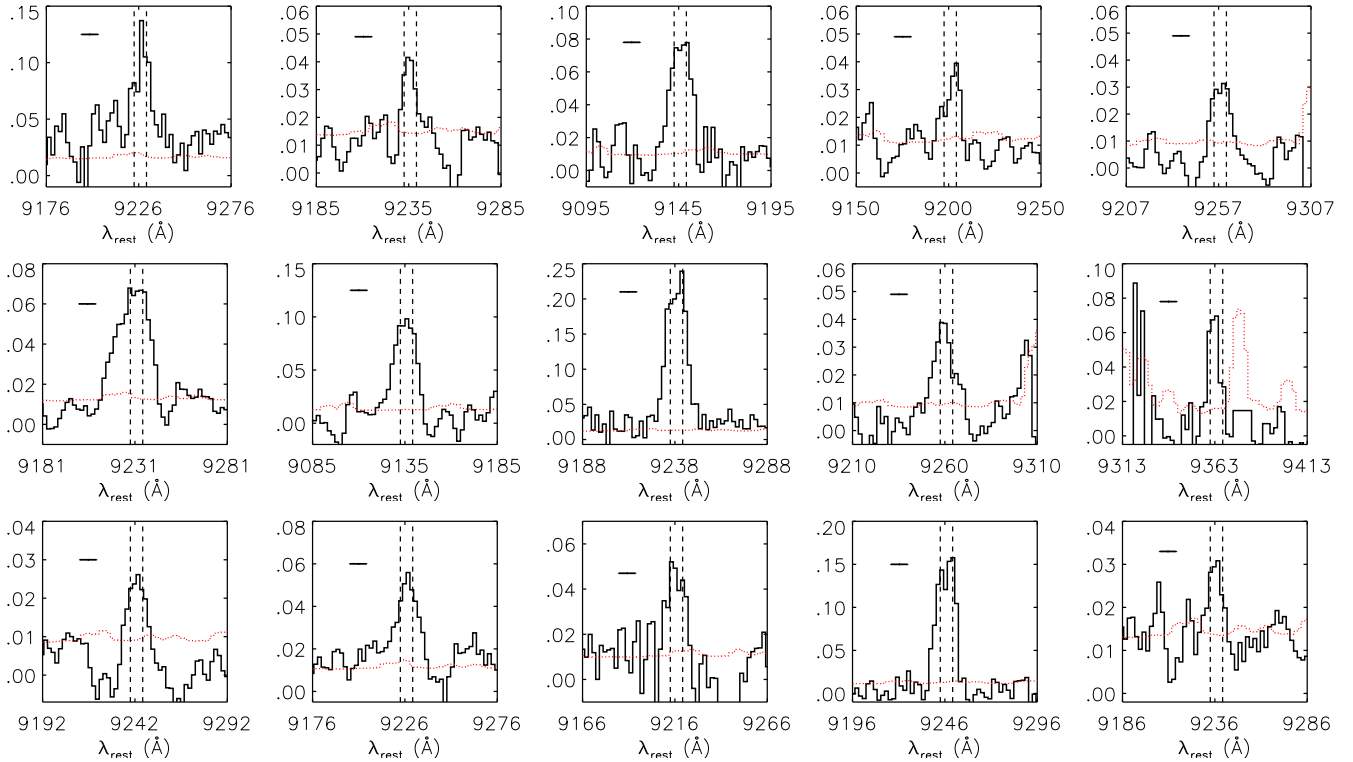 .15 .06 .10 .06 .06
.05 .08 .05 .05
.10 .04 .06 .04 .04
.03 .04 .03 .03
.05 .02 .02 .02
.01 .02 .01 .01
.00 .00 .00 .00 .00
9176 9226 9276 9185 9235 9285 9095 9145 9195 9150 9200 9250 9207 9257 9307
λrest (Å) λrest (Å) λrest (Å) λrest (Å) λrest (Å)
.08 .15 .25 .06 .10
.06 .20 .05 .08
.10 .15 .04 .06
.04 .03
.05 .10 .02 .04
.02 .05 .01 .02
.00 .00 .00 .00 .00
9181 9231 9281 9085 9135 9185 9188 9238 9288 9210 9260 9310 9313 9363 9413
λrest (Å) λrest (Å) λrest (Å) λrest (Å) λrest (Å)
.04 .08 .07 .20 .04
.03 .06 .06 .15 .03
.05
.02 .04 .04 .10 .02
.03
.01 .02 .02 .05 .01
.01
.00 .00 .00 .00 .00
9192 9242 9292 9176 9226 9276 9166 9216 9266 9196 9246 9296 9186 9236 9286
λrest (Å) λrest (Å) λrest (Å) λrest (Å) λrest (Å)